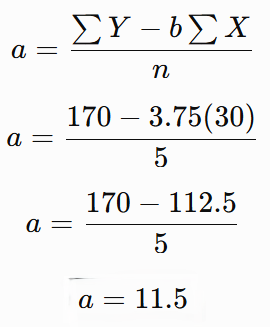 a = (∑Y − b∑X) / n
a = (170 − 3.75(30)) / 5
a = (170 − 112.5) / 5
a = 11.5